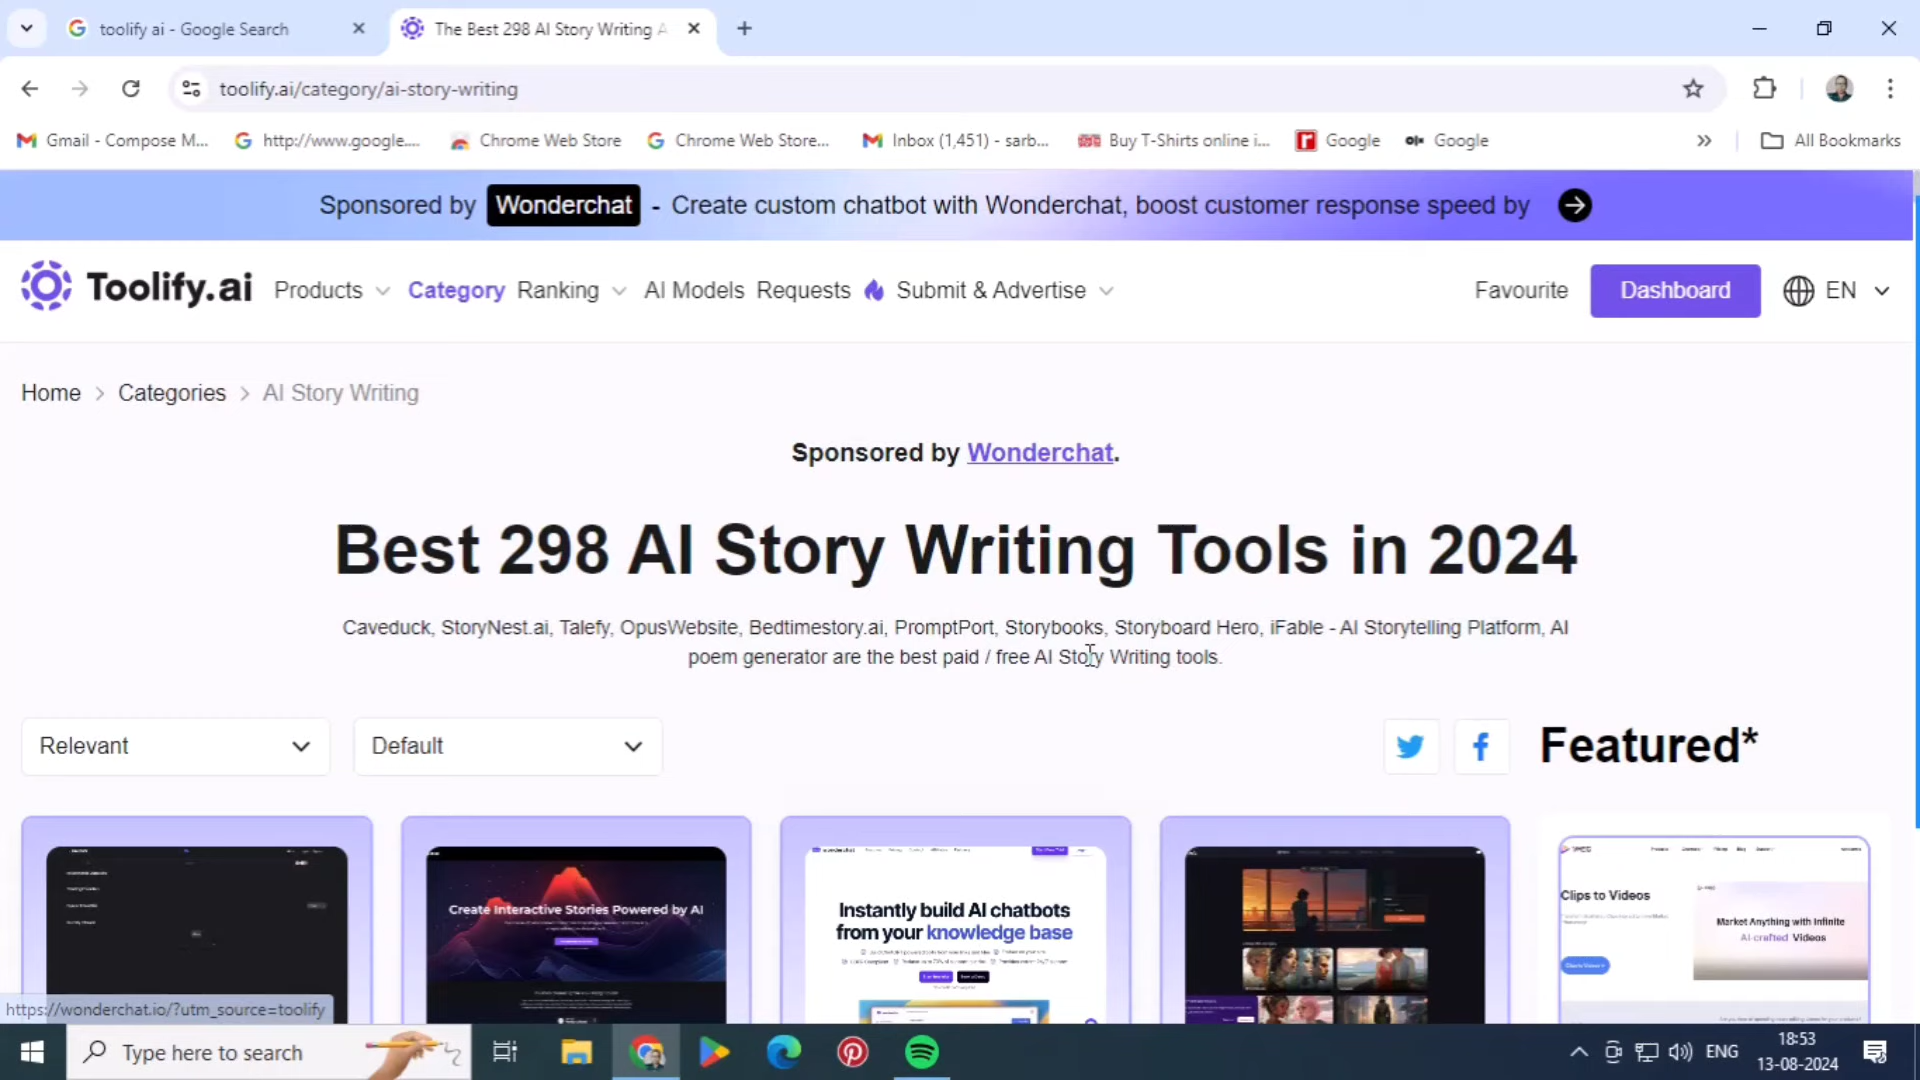 toolify ai - Google Search
The Best 298 AI Story Writing A
toolify.ai/category/ai-story-writing
Gmail - Compose M...
http://www.google....
Chrome Web Store
Chrome Web Store...
Inbox (1,451) - sarb...
Buy T-Shirts online i...
Google
Google
All Bookmarks
Sponsored by Wonderchat - Create custom chatbot with Wonderchat, boost customer response speed by
Toolify.ai
Products
Category
Ranking
AI Models
Requests
Submit & Advertise
Favourite
Dashboard
EN
Home > Categories > AI Story Writing
Sponsored by Wonderchat.
Best 298 AI Story Writing Tools in 2024
Caveduck, StoryNest.ai, Talefy, OpusWebsite, Bedtimestory.ai, PromptPort, Storybooks, Storyboard Hero, iFable - AI Storytelling Platform, AI
poem generator are the best paid / free AI Story Writing tools.
Relevant
Default
Featured*
Create Interactive Stories Powered by AI
Instantly build AI chatbots
from your knowledge base
Clips to Videos
Market Anything with Infinite
AI-crafted Videos
https://wonderchat.io/?utm_source=toolify
Type here to search
ENG
18:53
13-08-2024